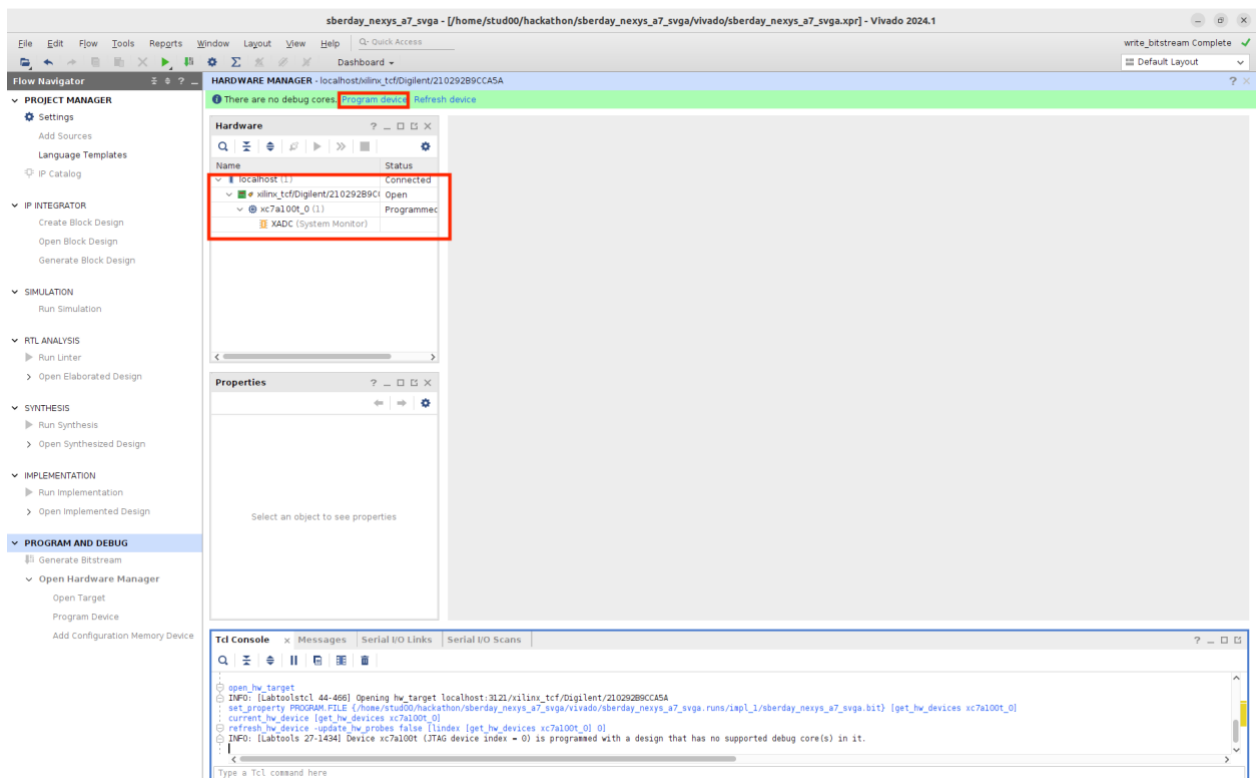 sberday_nexys_a7_svga - [/home/stud00/hackathon/sberday_nexys_a7_svga/vivado/sberday_nexys_a7_svga.xpr] - Vivado 2024.1
File Edit Flow Tools Reports Window Layout View Help Q- Quick Access
write_bitstream Complete
Dashboard
Default Layout
Flow Navigator
PROJECT MANAGER
Settings
Add Sources
Language Templates
IP Catalog
IP INTEGRATOR
Create Block Design
Open Block Design
Generate Block Design
SIMULATION
Run Simulation
RTL ANALYSIS
Run Linter
Open Elaborated Design
SYNTHESIS
Run Synthesis
Open Synthesized Design
IMPLEMENTATION
Run Implementation
Open Implemented Design
PROGRAM AND DEBUG
Generate Bitstream
Open Hardware Manager
Open Target
Program Device
Add Configuration Memory Device
HARDWARE MANAGER - localhost/xilinx_tcf/Digilent/210292B9CCA5A
There are no debug cores. Program device Refresh device
Hardware
Name Status
localhost (1) Connected
xilinx_tcf/Digilent/210292B9C Open
xc7a100t_0 (1) Programmed
XADC (System Monitor)
Properties
Select an object to see properties
Tcl Console Messages Serial I/O Links Serial I/O Scans
open_hw_target
INFO: [Labtoolstcl 44-466] Opening hw_target localhost:3121/xilinx_tcf/Digilent/210292B9CCA5A
set_property PROGRAM.FILE {/home/stud00/hackathon/sberday_nexys_a7_svga/vivado/sberday_nexys_a7_svga.runs/impl_1/sberday_nexys_a7_svga.bit} [get_hw_devices xc7a100t_0]
current_hw_device [get_hw_devices xc7a100t_0]
refresh_hw_device -update_hw_probes false [lindex [get_hw_devices xc7a100t_0] 0]
INFO: [Labtools 27-1434] Device xc7a100t (JTAG device index = 0) is programmed with a design that has no supported debug core(s) in it.
Type a Tcl command here